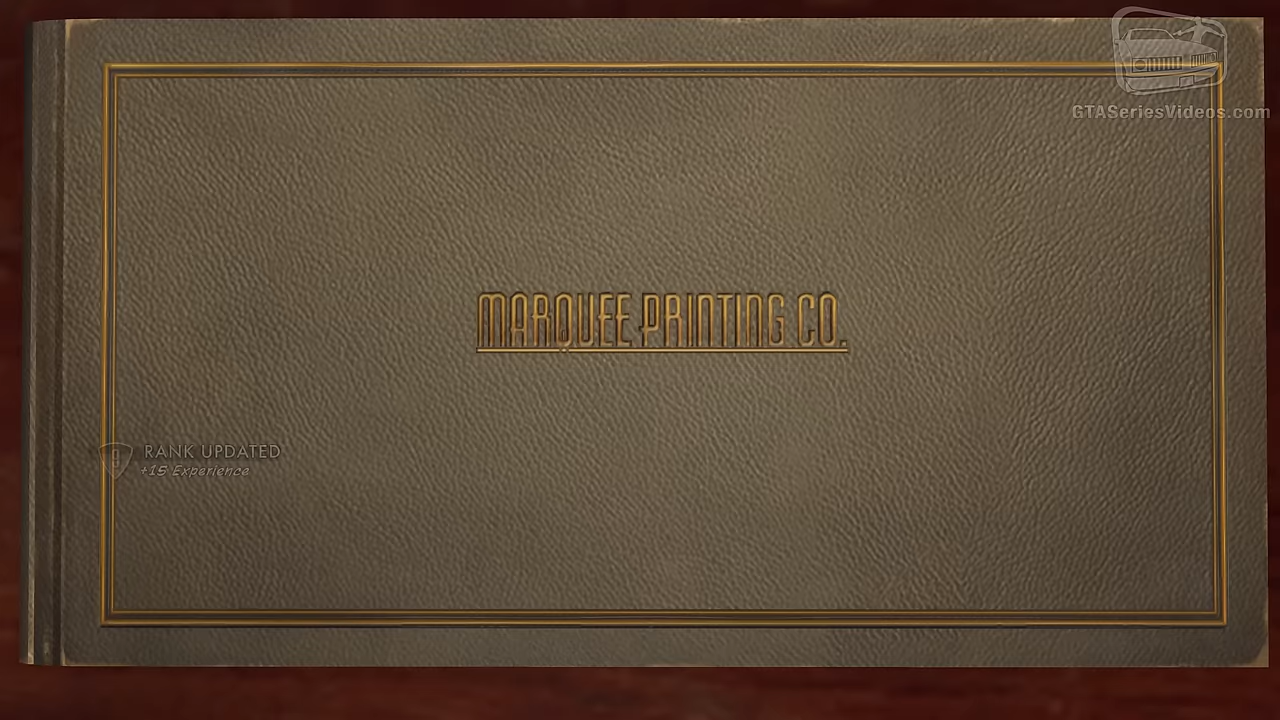 GTASeriesVideos.com
MARQUEE PRINTING CO.
RANK UPDATED
+15 Experience